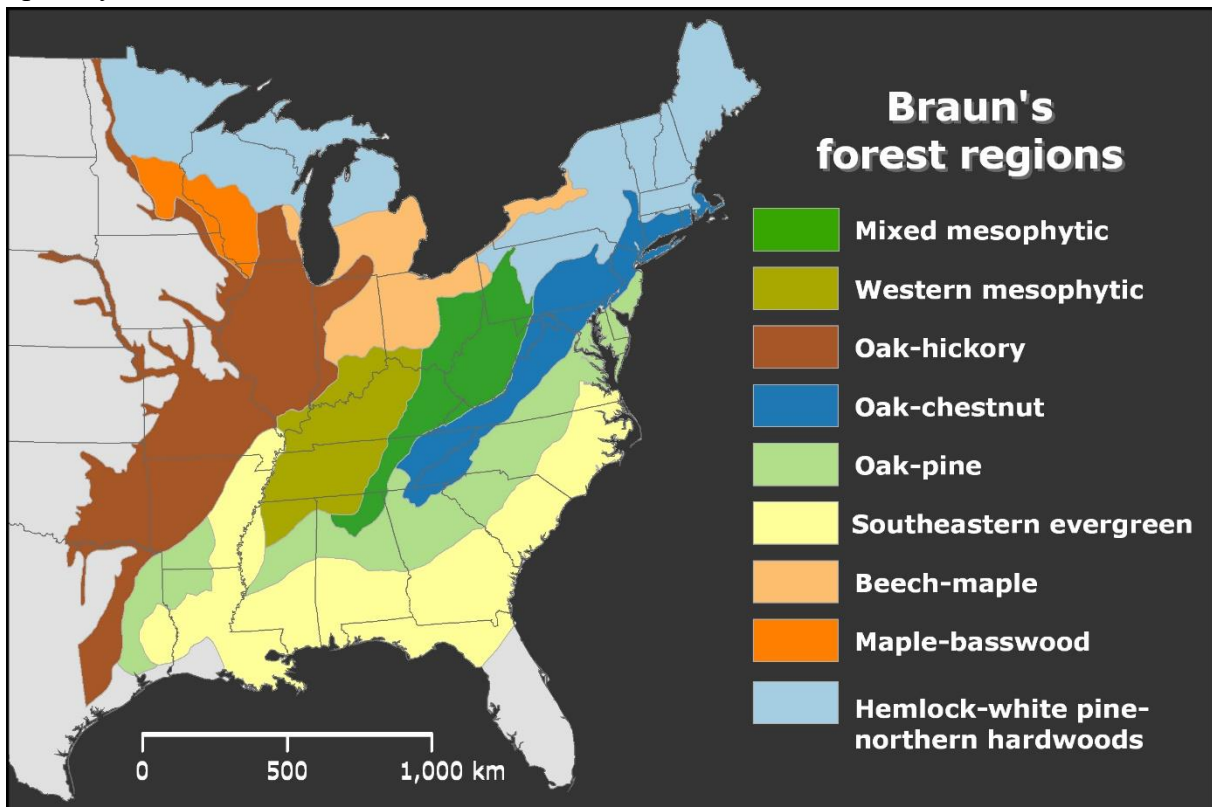 Braun's
forest regions
Mixed mesophytic
Western mesophytic
Oak-hickory
Oak-chestnut
Oak-pine
Southeastern evergreen
Beech-maple
Maple-basswood
Hemlock-white pine-
northern hardwoods
0 500 1,000 km